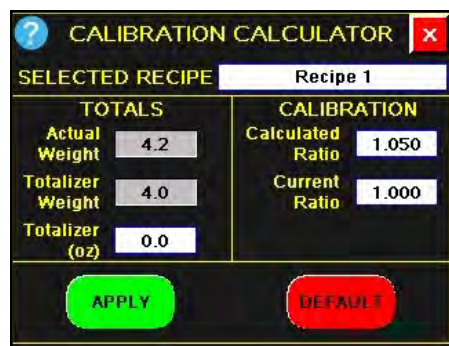 ? CALIBRATION CALCULATOR X
SELECTED RECIPE Recipe 1
TOTALS
Actual Weight 4.2
Totalizer Weight 4.0
Totalizer (oz) 0.0
CALIBRATION
Calculated Ratio 1.050
Current Ratio 1.000
APPLY DEFAULT